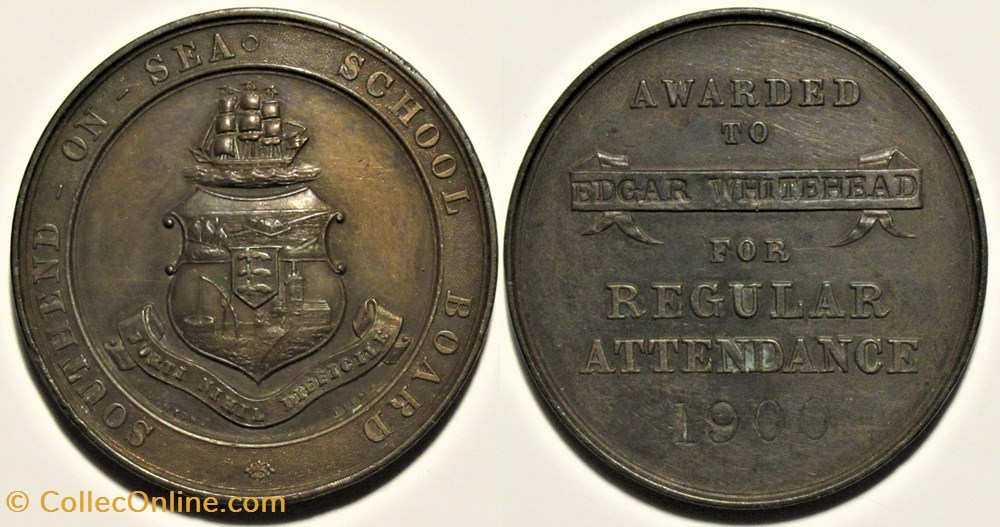 SOUTHEND - ON - SEA SCHOOL BOARD
FORTI NIHIL DIFFICILE
AWARDED
TO
EDGAR WHITEHEAD
FOR
REGULAR
ATTENDANCE
1900
© CollecOnline.com